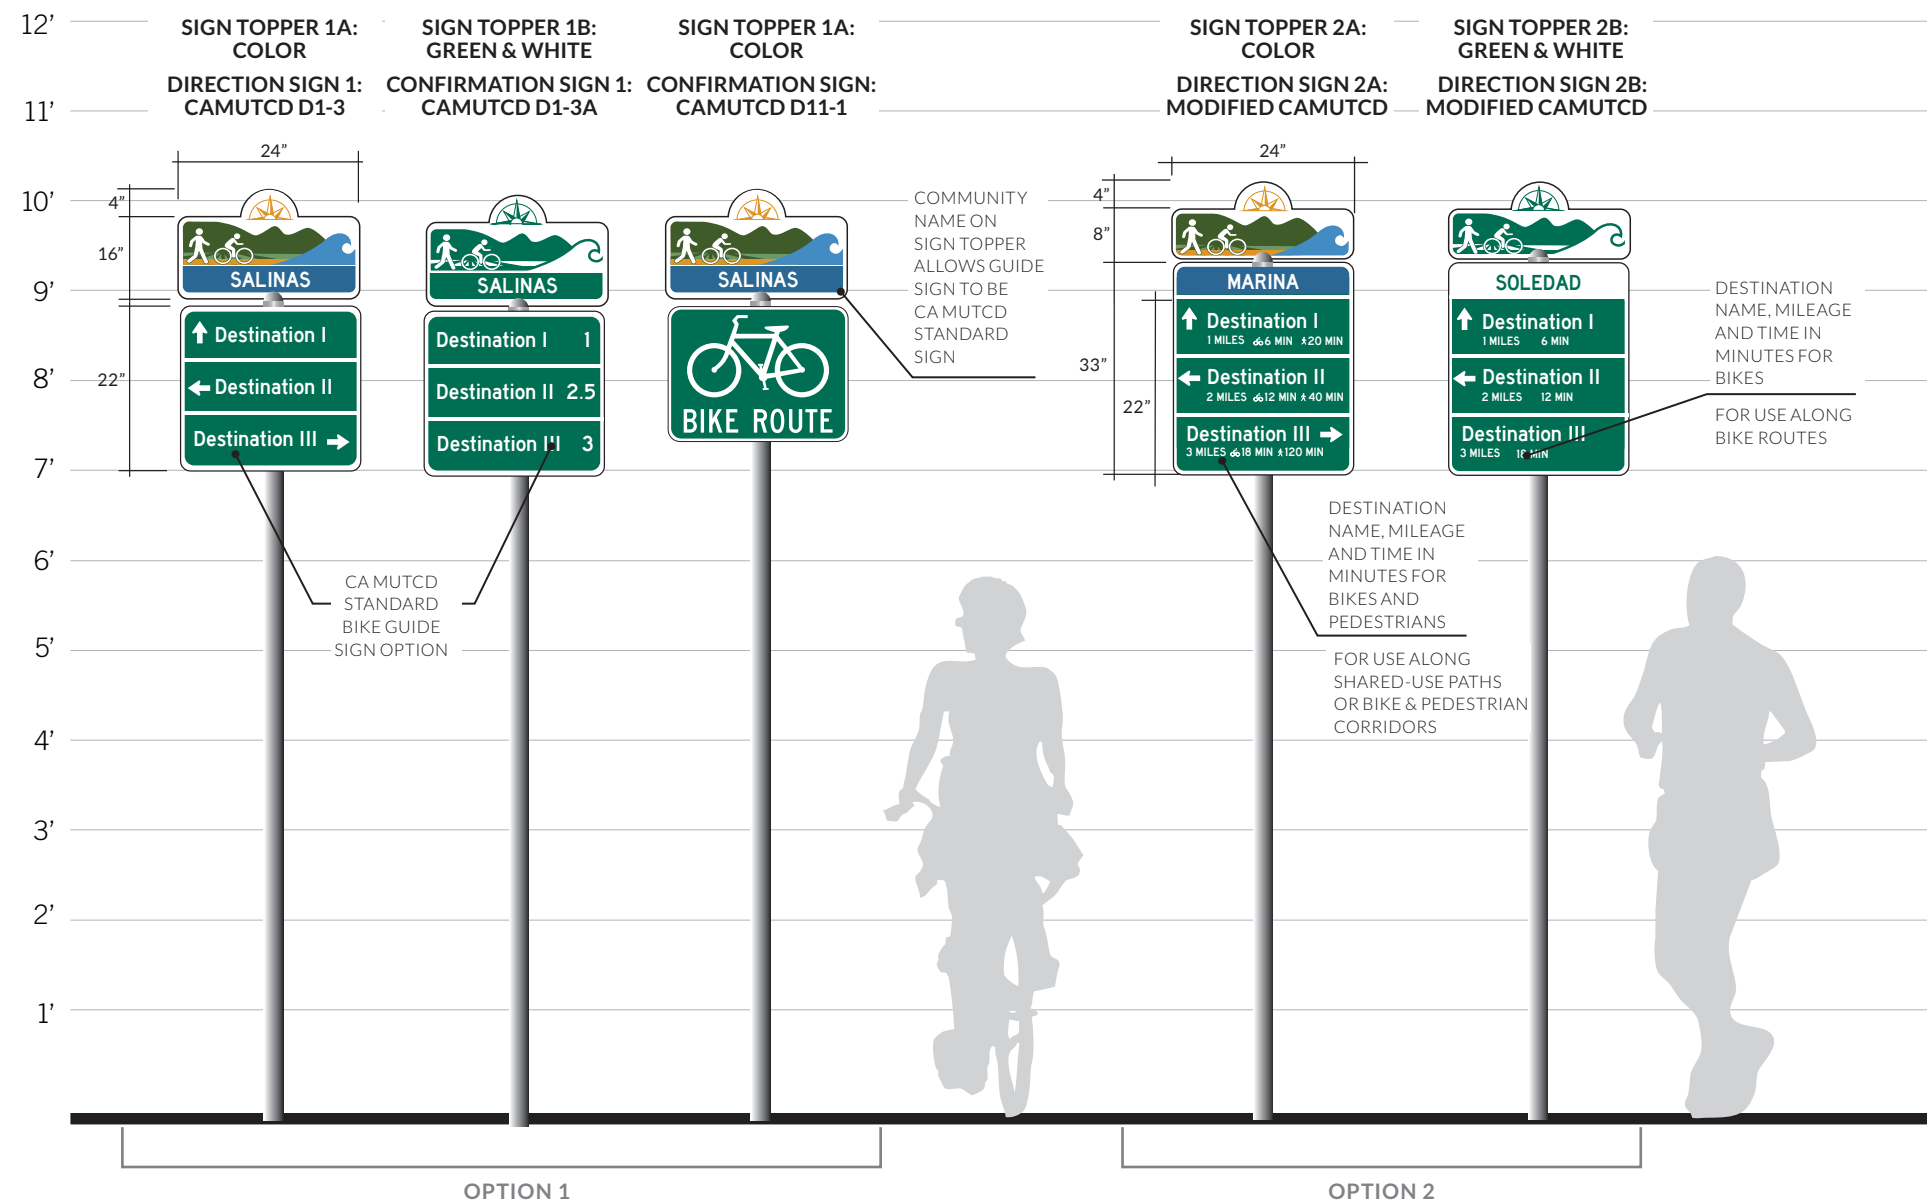 12’
11’
10’
9’
8’
7’
6’
5’
4’
3’
2’
1’
SIGN TOPPER 1A:
COLOR
DIRECTION SIGN 1:
CAMUTCD D1-3
SIGN TOPPER 1B:
GREEN & WHITE
CONFIRMATION SIGN 1:
CAMUTCD D1-3A
SIGN TOPPER 1A:
COLOR
CONFIRMATION SIGN:
CAMUTCD D11-1
SIGN TOPPER 2A:
COLOR
DIRECTION SIGN 2A:
MODIFIED CAMUTCD
SIGN TOPPER 2B:
GREEN & WHITE
DIRECTION SIGN 2B:
MODIFIED CAMUTCD
24”
4”
16”
22”
SALINAS
Destination I
Destination II
Destination III
SALINAS
Destination I 1
Destination II 2.5
Destination III 3
SALINAS
BIKE ROUTE
COMMUNITY
NAME ON
SIGN TOPPER
ALLOWS GUIDE
SIGN TO BE
CA MUTCD
STANDARD
SIGN
CA MUTCD
STANDARD
BIKE GUIDE
SIGN OPTION
24”
4”
8”
33”
22”
MARINA
Destination I
1 MILES 6 MIN 20 MIN
Destination II
2 MILES 12 MIN 40 MIN
Destination III
3 MILES 18 MIN 120 MIN
SOLEDAD
Destination I
1 MILES 6 MIN
Destination II
2 MILES 12 MIN
Destination III
3 MILES 18 MIN
DESTINATION
NAME, MILEAGE
AND TIME IN
MINUTES FOR
BIKES
FOR USE ALONG
BIKE ROUTES
DESTINATION
NAME, MILEAGE
AND TIME IN
MINUTES FOR
BIKES AND
PEDESTRIANS
FOR USE ALONG
SHARED-USE PATHS
OR BIKE & PEDESTRIAN
CORRIDORS
OPTION 1
OPTION 2